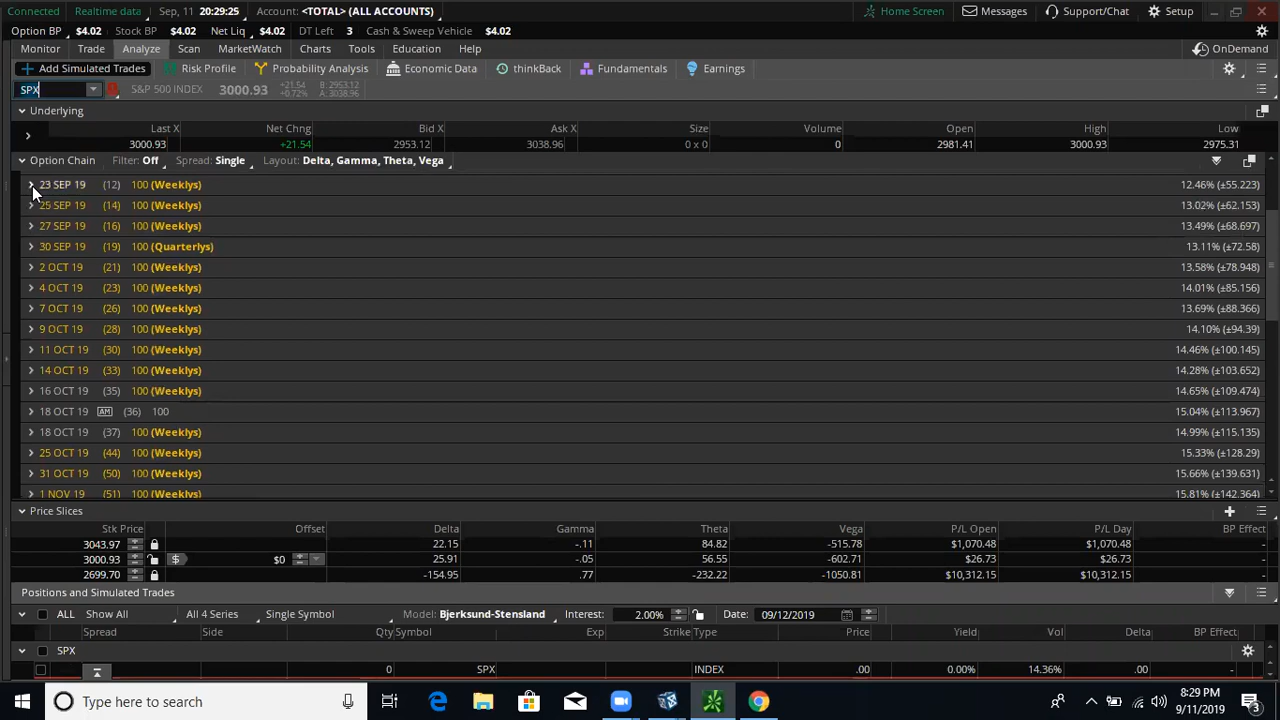 Connected Realtime data Sep, 11 20:29:25 Account: <TOTAL> (ALL ACCOUNTS) Home Screen Messages Support/Chat Setup
Option BP $4.02 Stock BP $4.02 Net Liq $4.02 DT Left 3 Cash & Sweep Vehicle $4.02
Monitor Trade Analyze Scan MarketWatch Charts Tools Education Help OnDemand
Add Simulated Trades Risk Profile Probability Analysis Economic Data thinkBack Fundamentals Earnings
SPX S&P 500 INDEX 3000.93 +21.54 B: 2953.12
+0.72% A: 3038.96
Underlying
Last X Net Chng Bid X Ask X Size Volume Open High Low
3000.93 +21.54 2953.12 3038.96 0 x 0 0 2981.41 3000.93 2975.31
Option Chain Filter: Off Spread: Single Layout: Delta, Gamma, Theta, Vega
23 SEP 19 (12) 100 (Weeklys) 12.46% (±55.223)
25 SEP 19 (14) 100 (Weeklys) 13.02% (±62.153)
27 SEP 19 (16) 100 (Weeklys) 13.49% (±68.697)
30 SEP 19 (19) 100 (Quarterlys) 13.11% (±72.58)
2 OCT 19 (21) 100 (Weeklys) 13.58% (±78.948)
4 OCT 19 (23) 100 (Weeklys) 14.01% (±85.156)
7 OCT 19 (26) 100 (Weeklys) 13.69% (±88.366)
9 OCT 19 (28) 100 (Weeklys) 14.10% (±94.39)
11 OCT 19 (30) 100 (Weeklys) 14.46% (±100.145)
14 OCT 19 (33) 100 (Weeklys) 14.28% (±103.652)
16 OCT 19 (35) 100 (Weeklys) 14.65% (±109.474)
18 OCT 19 AM (36) 100 15.04% (±113.967)
18 OCT 19 (37) 100 (Weeklys) 14.99% (±115.135)
25 OCT 19 (44) 100 (Weeklys) 15.33% (±128.29)
31 OCT 19 (50) 100 (Weeklys) 15.66% (±139.631)
1 NOV 19 (51) 100 (Weeklys) 15.81% (±142.364)
Price Slices
Stk Price Offset Delta Gamma Theta Vega P/L Open P/L Day BP Effect
3043.97 22.15 -.11 84.82 -515.78 $1,070.48 $1,070.48
3000.93 $ $0 25.91 -.05 56.55 -602.71 $26.73 $26.73
2699.70 -154.95 .77 -232.22 -1050.81 $10,312.15 $10,312.15
Positions and Simulated Trades
ALL Show All All 4 Series Single Symbol Model: Bjerksund-Stensland Interest: 2.00% Date: 09/12/2019
Spread Side Qty Symbol Exp Strike Type Price Yield Vol Delta BP Effect
SPX
0 SPX INDEX .00 0.00% 14.36% .00 -
Type here to search 8:29 PM
9/11/2019 3